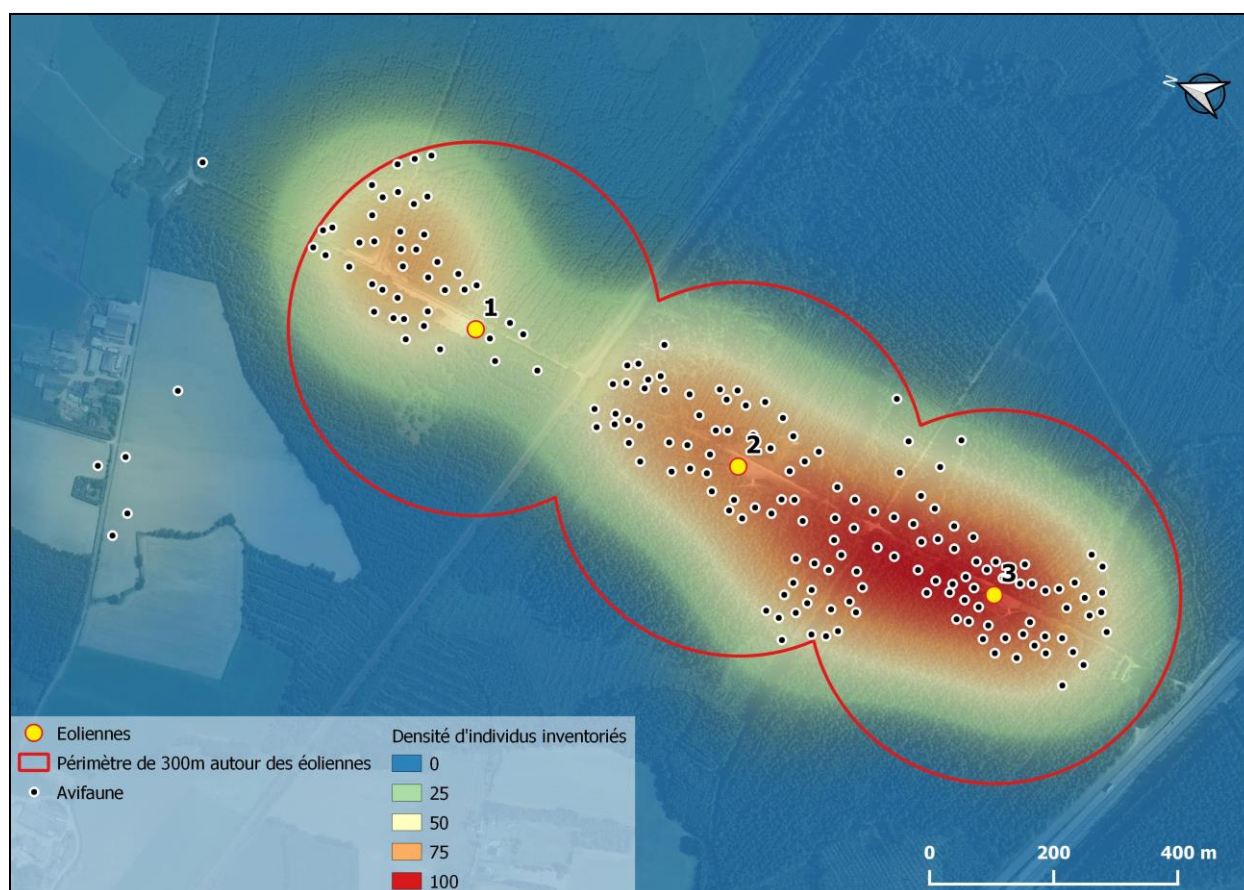 N
1
2
3
Eoliennes
Périmètre de 300m autour des éoliennes
Avifaune
Densité d'individus inventoriés
0
25
50
75
100
0 200 400 m